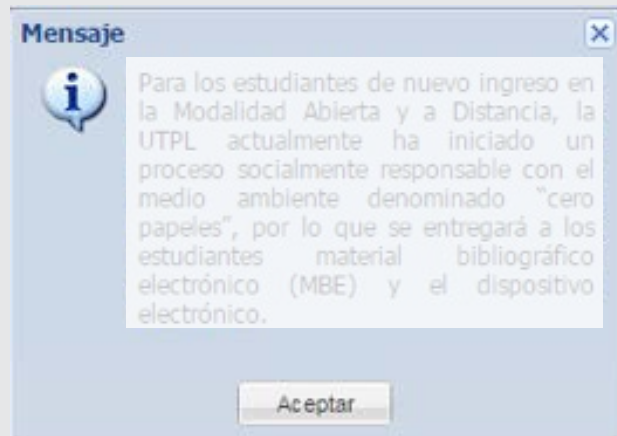 Mensaje
Para los estudiantes de nuevo ingreso en
la Modalidad Abierta y a Distancia, la
UTPL actualmente ha iniciado un
proceso socialmente responsable con el
medio ambiente denominado "cero
papeles", por lo que se entregará a los
estudiantes material bibliográfico
electrónico (MBE) y el dispositivo
electrónico.
Aceptar